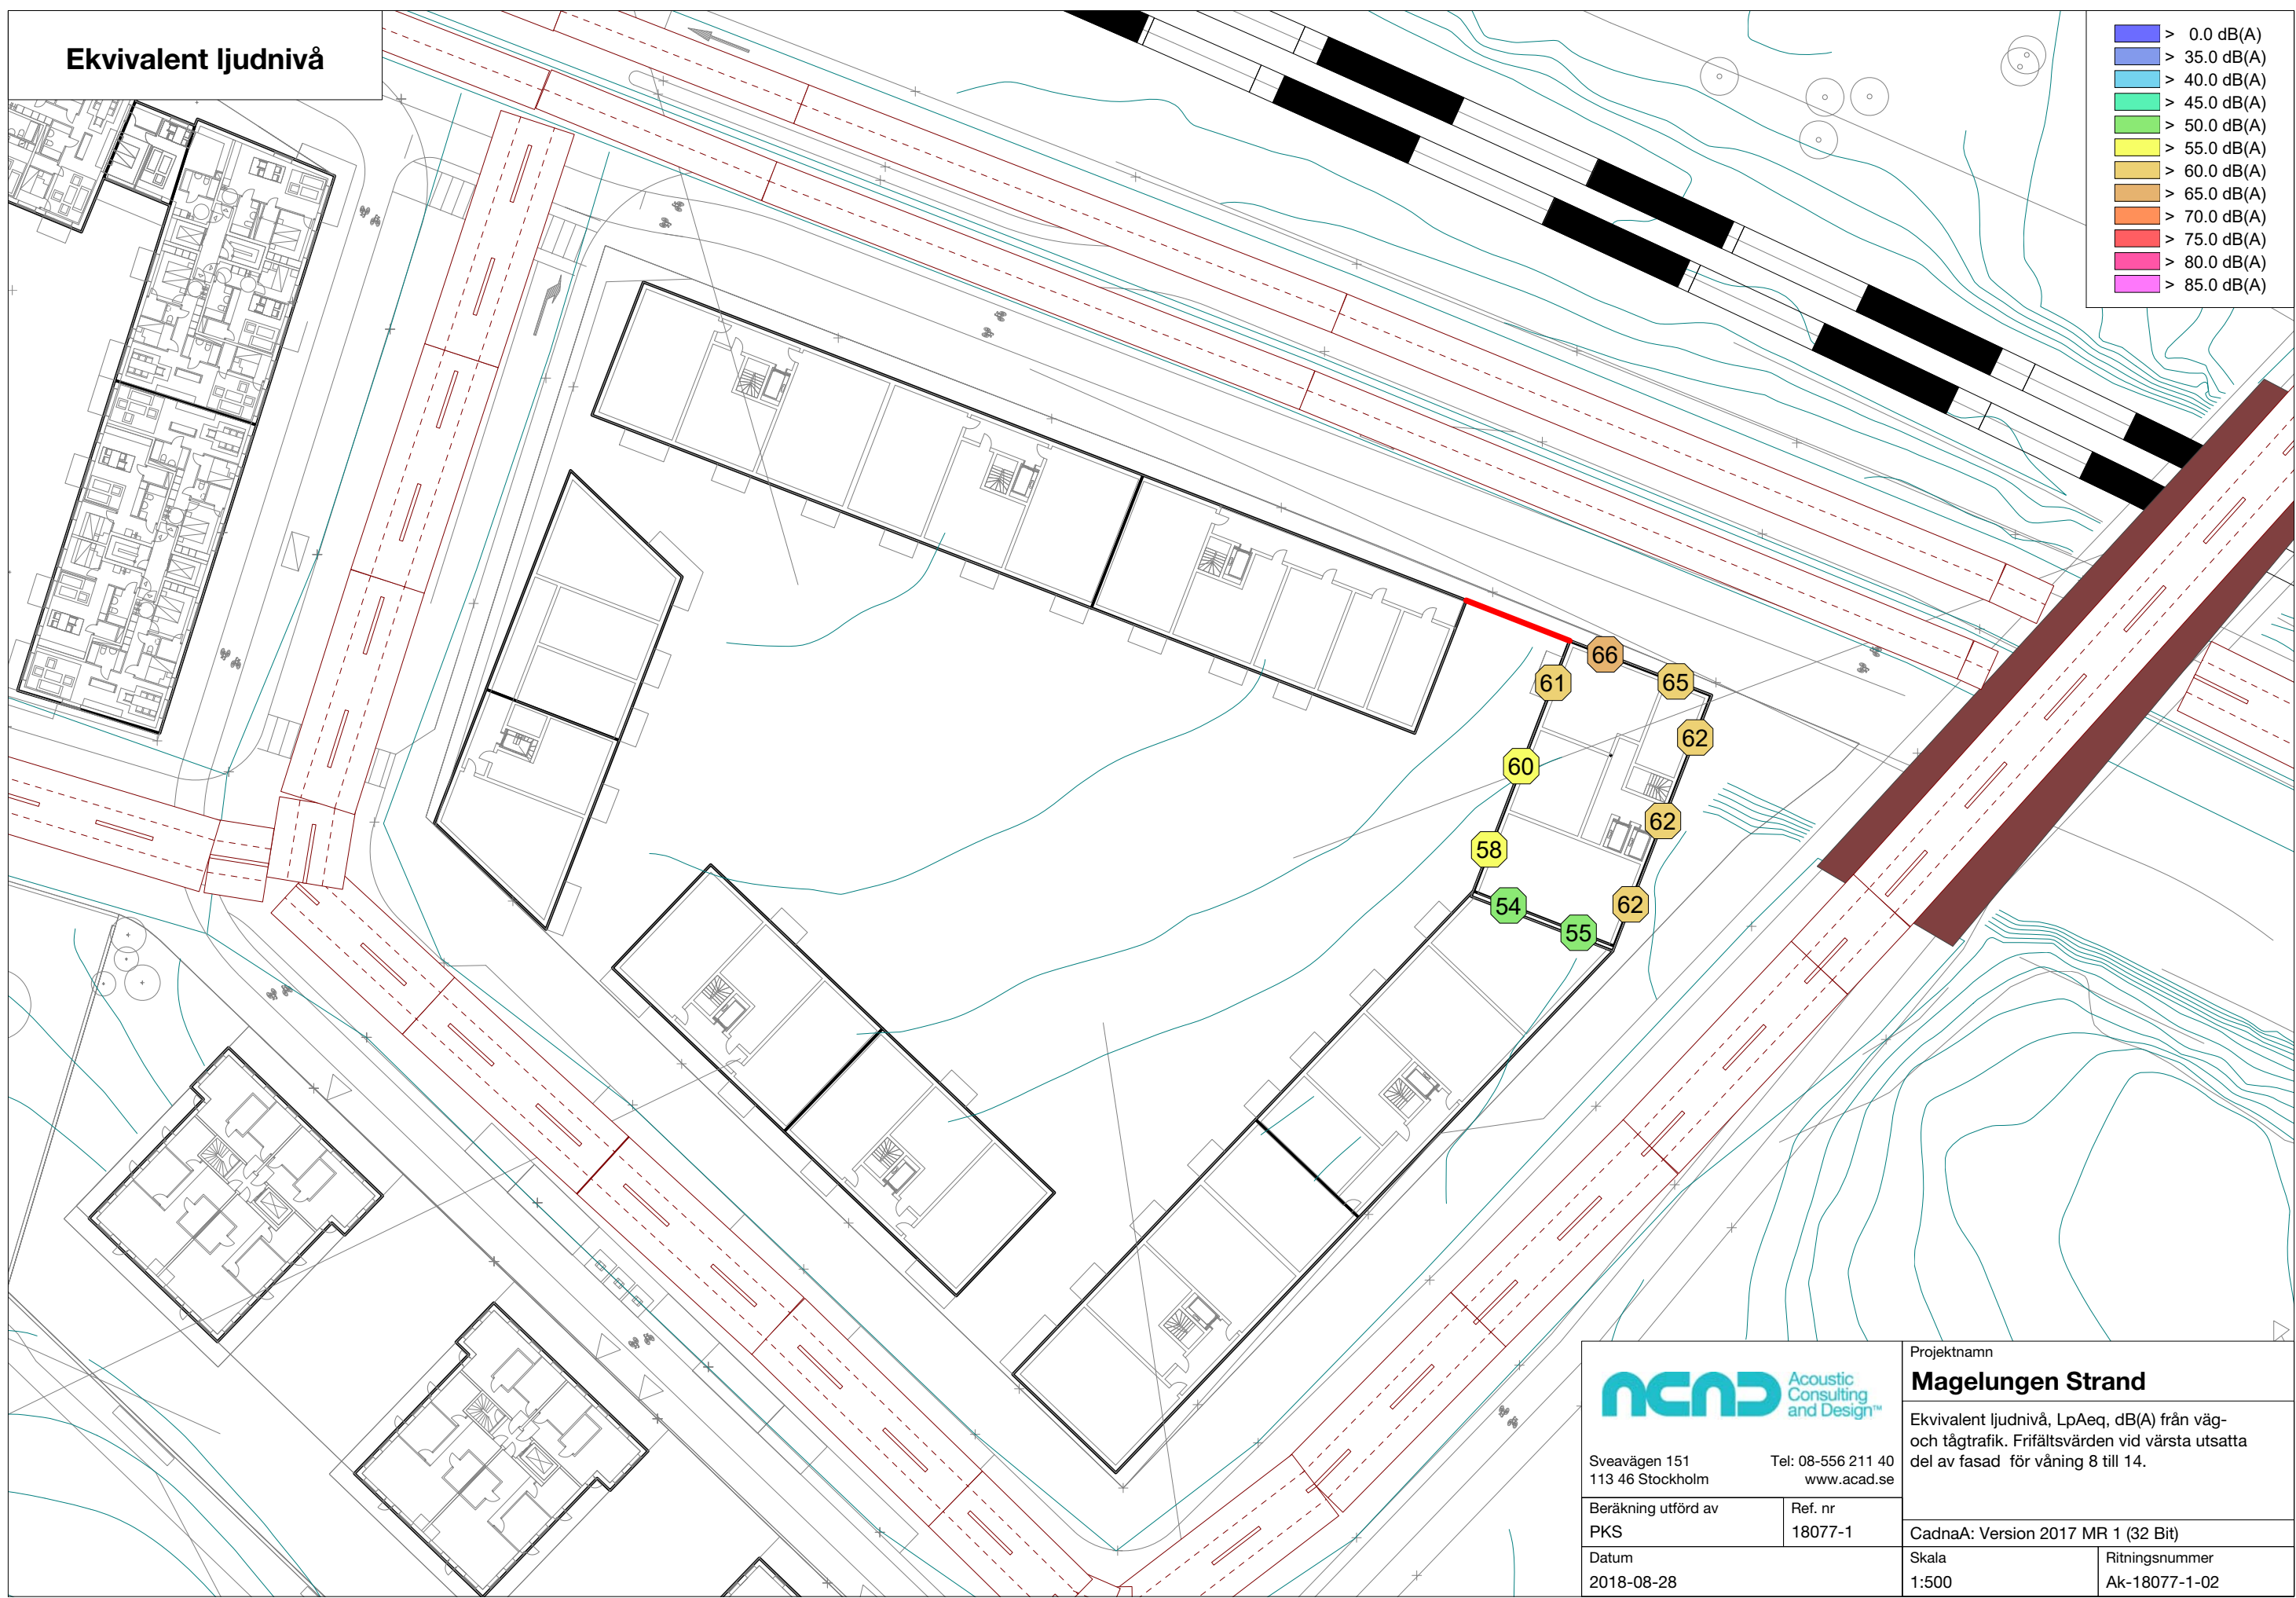 Ekvivalent ljudnivå
> 0.0 dB(A)
> 35.0 dB(A)
> 40.0 dB(A)
> 45.0 dB(A)
> 50.0 dB(A)
> 55.0 dB(A)
> 60.0 dB(A)
> 65.0 dB(A)
> 70.0 dB(A)
> 75.0 dB(A)
> 80.0 dB(A)
> 85.0 dB(A)
66
61
65
62
60
62
58
54
62
55
acad
Acoustic
Consulting
and Design™
Sveavägen 151
113 46 Stockholm
Tel: 08-556 211 40
www.acad.se
Beräkning utförd av
PKS
Ref. nr
18077-1
Datum
2018-08-28
Projektnamn
Magelungen Strand
Ekvivalent ljudnivå, LpAeq, dB(A) från väg-
och tågtrafik. Frifältsvärden vid värsta utsatta
del av fasad för våning 8 till 14.
CadnaA: Version 2017 MR 1 (32 Bit)
Skala
1:500
Ritningsnummer
Ak-18077-1-02